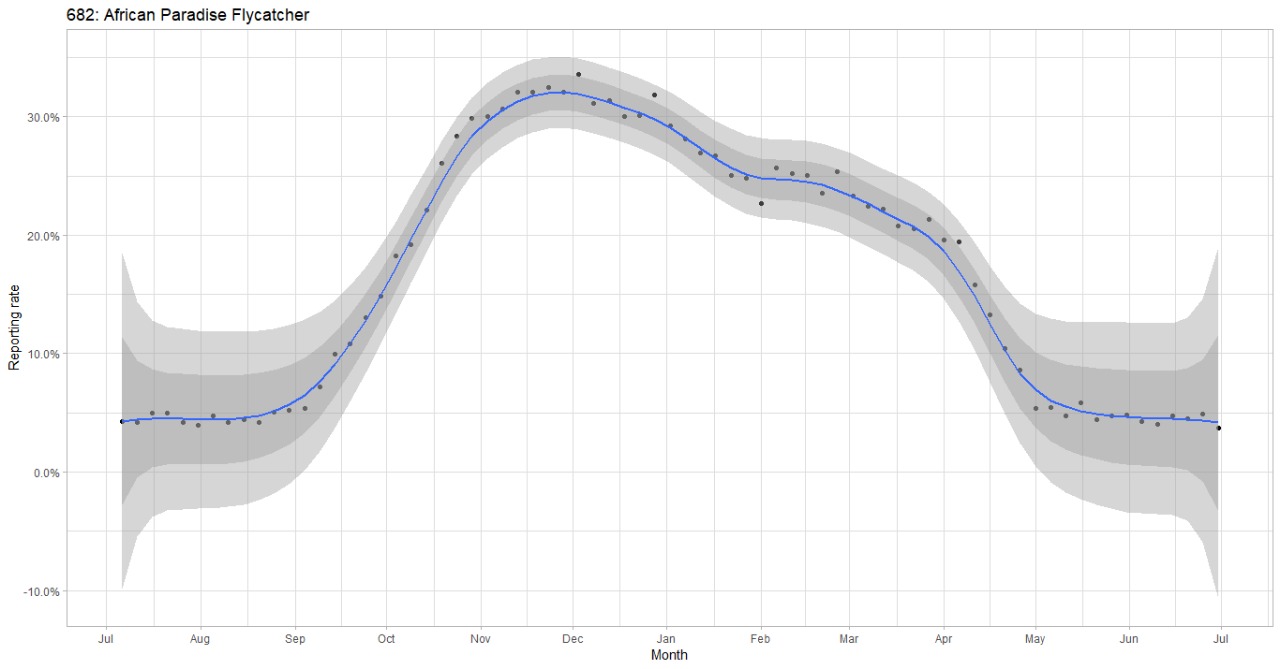 682: African Paradise Flycatcher
Reporting rate
30.0%
20.0%
10.0%
0.0%
-10.0%
Jul Aug Sep Oct Nov Dec Jan Feb Mar Apr May Jun Jul
Month